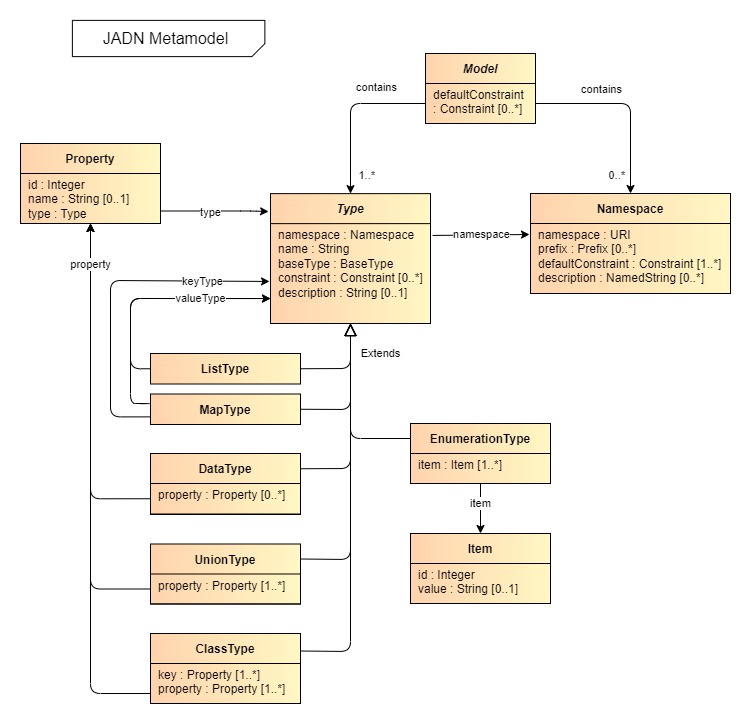 JADN Metamodel
Model
defaultConstraint
: Constraint [0..*]
contains
contains
1..*
0..*
Property
id : Integer
name : String [0..1]
type : Type
type
Type
namespace : Namespace
name : String
baseType : BaseType
constraint : Constraint [0..*]
description : String [0..1]
namespace
Namespace
namespace : URI
prefix : Prefix [0..*]
defaultConstraint : Constraint [1..*]
description : NamedString [0..*]
property
keyType
valueType
Extends
ListType
MapType
EnumerationType
item : Item [1..*]
DataType
property : Property [0..*]
item
Item
id : Integer
value : String [0..1]
UnionType
property : Property [1..*]
ClassType
key : Property [1..*]
property : Property [1..*]